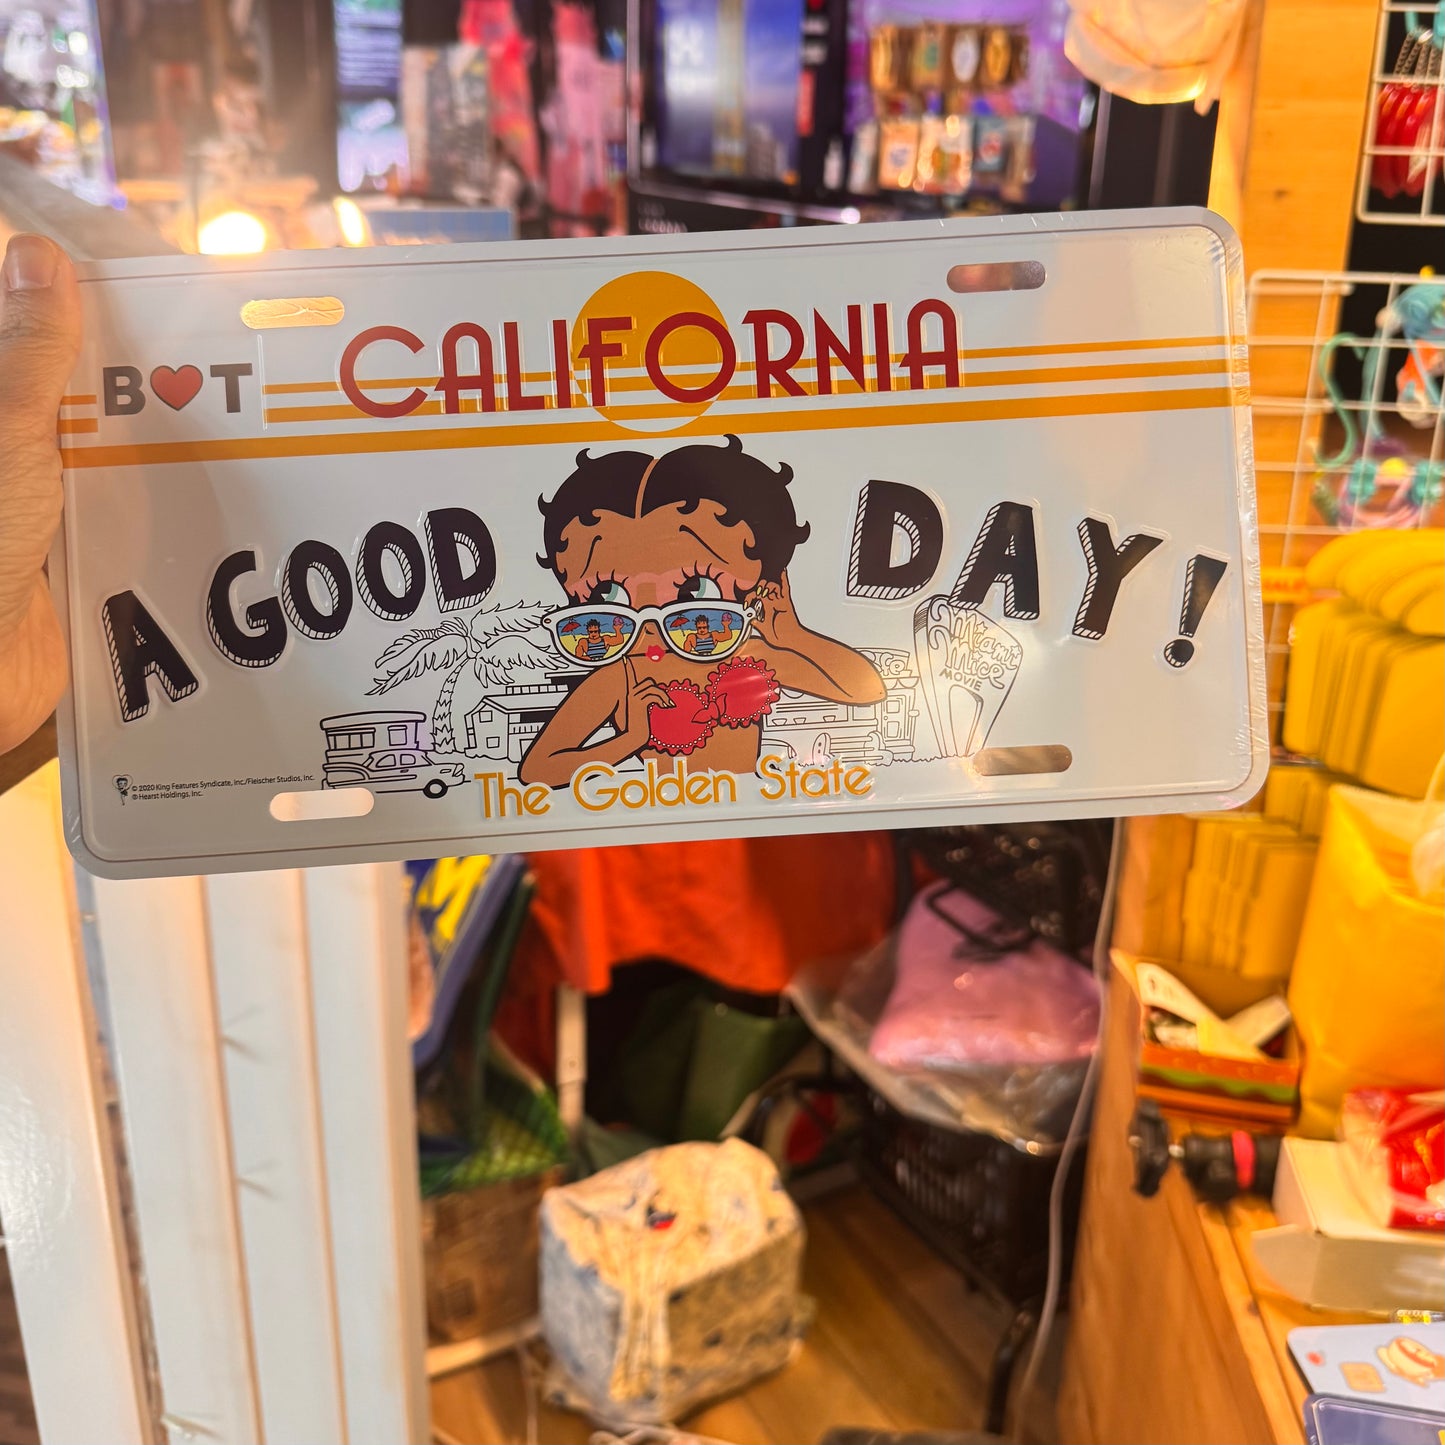 B❤T
CALIFORNIA
A GOOD DAY!
Miami
Mice
MOVIE
The Golden State
© 2020 King Features Syndicate, Inc./Fleischer Studios, Inc.
® Hearst Holdings, Inc.